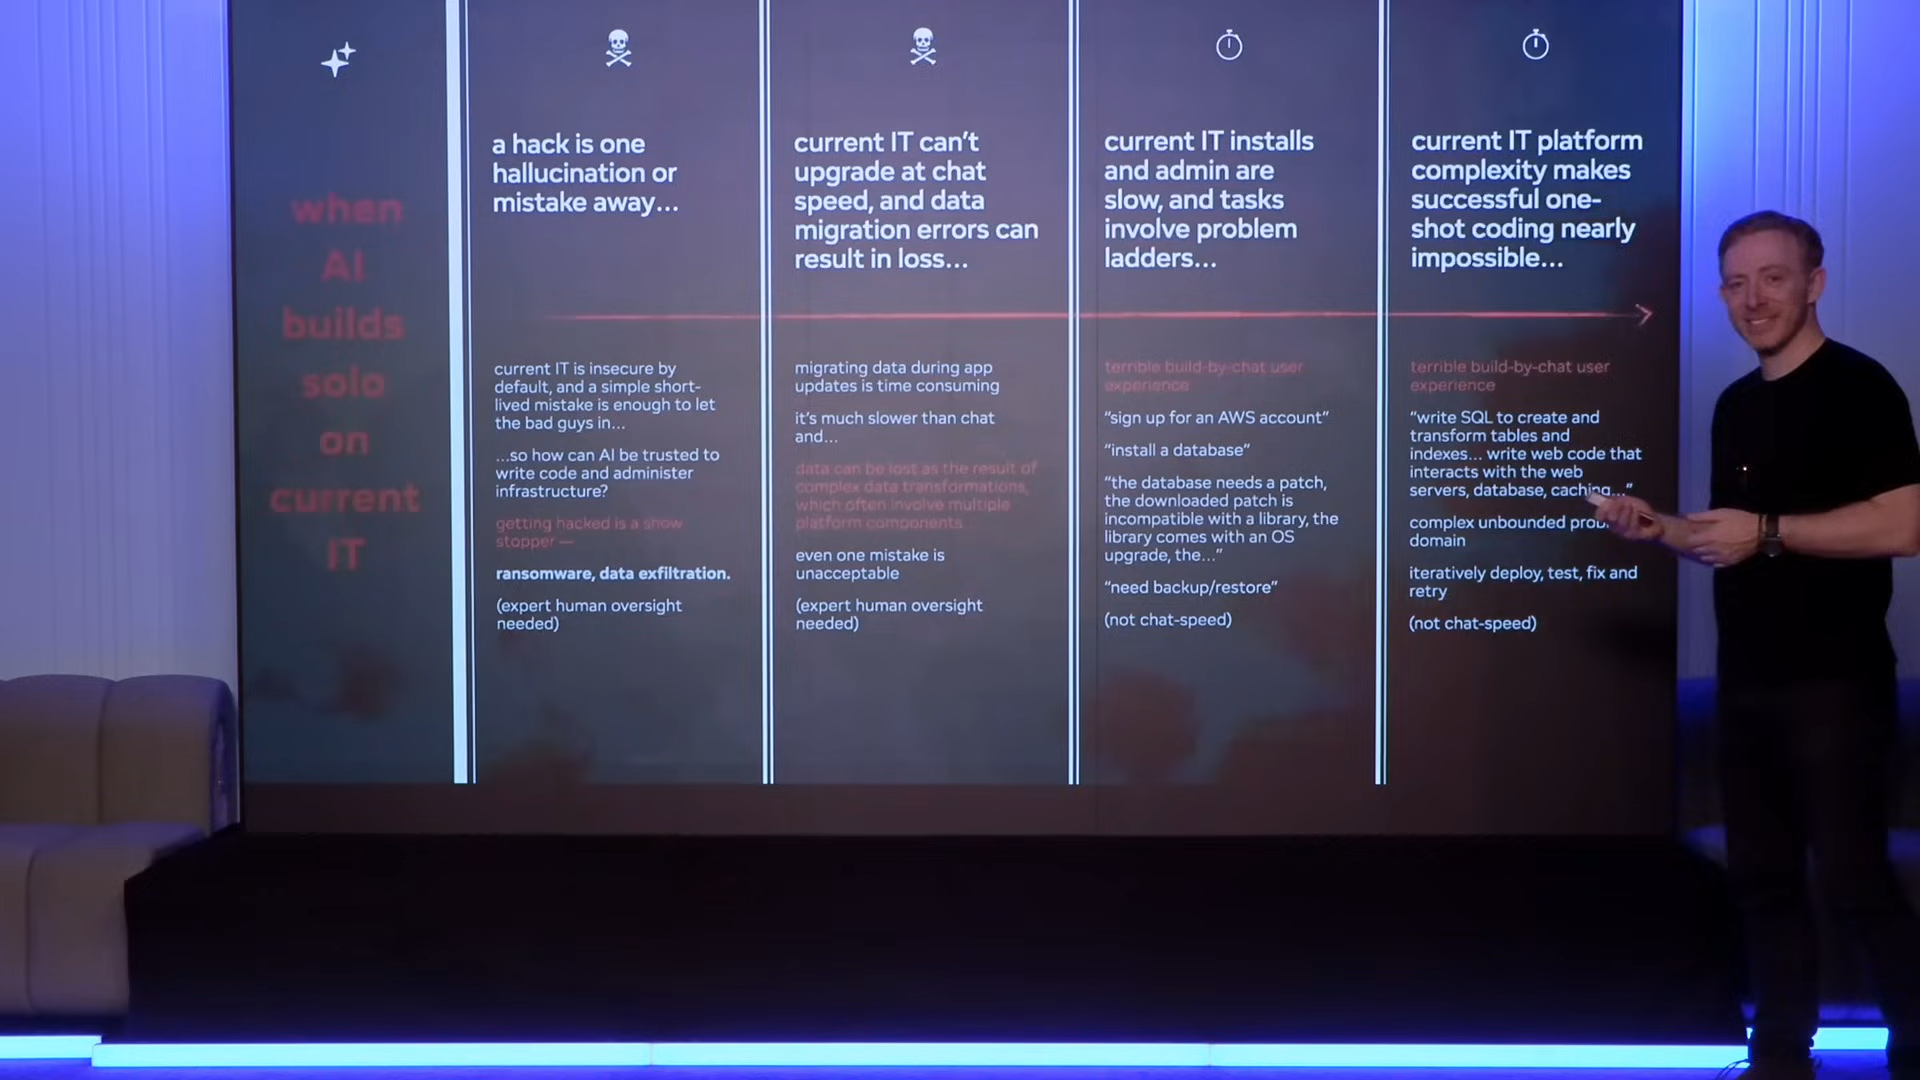 when
AI
builds
solo
on
current
IT
a hack is one
hallucination or
mistake away...
current IT is insecure by
default, and a simple short-
lived mistake is enough to let
the bad guys in...
...so how can AI be trusted to
write code and administer
infrastructure?
getting hacked is a show
stopper —
ransomware, data exfiltration.
(expert human oversight
needed)
current IT can't
upgrade at chat
speed, and data
migration errors can
result in loss...
migrating data during app
updates is time consuming
it's much slower than chat
and...
data can be lost as the result of
complex data transformations,
which often involve multiple
platform components
even one mistake is
unacceptable
(expert human oversight
needed)
current IT installs
and admin are
slow, and tasks
involve problem
ladders...
terrible build-by-chat user
experience
“sign up for an AWS account”
“install a database”
“the database needs a patch,
the downloaded patch is
incompatible with a library, the
library comes with an OS
upgrade, the...”
“need backup/restore”
(not chat-speed)
current IT platform
complexity makes
successful one-
shot coding nearly
impossible...
terrible build-by-chat user
experience
“write SQL to create and
transform tables and
indexes... write web code that
interacts with the web
servers, database, caching...”
complex unbounded
domain
iteratively deploy, test, fix and
retry
(not chat-speed)